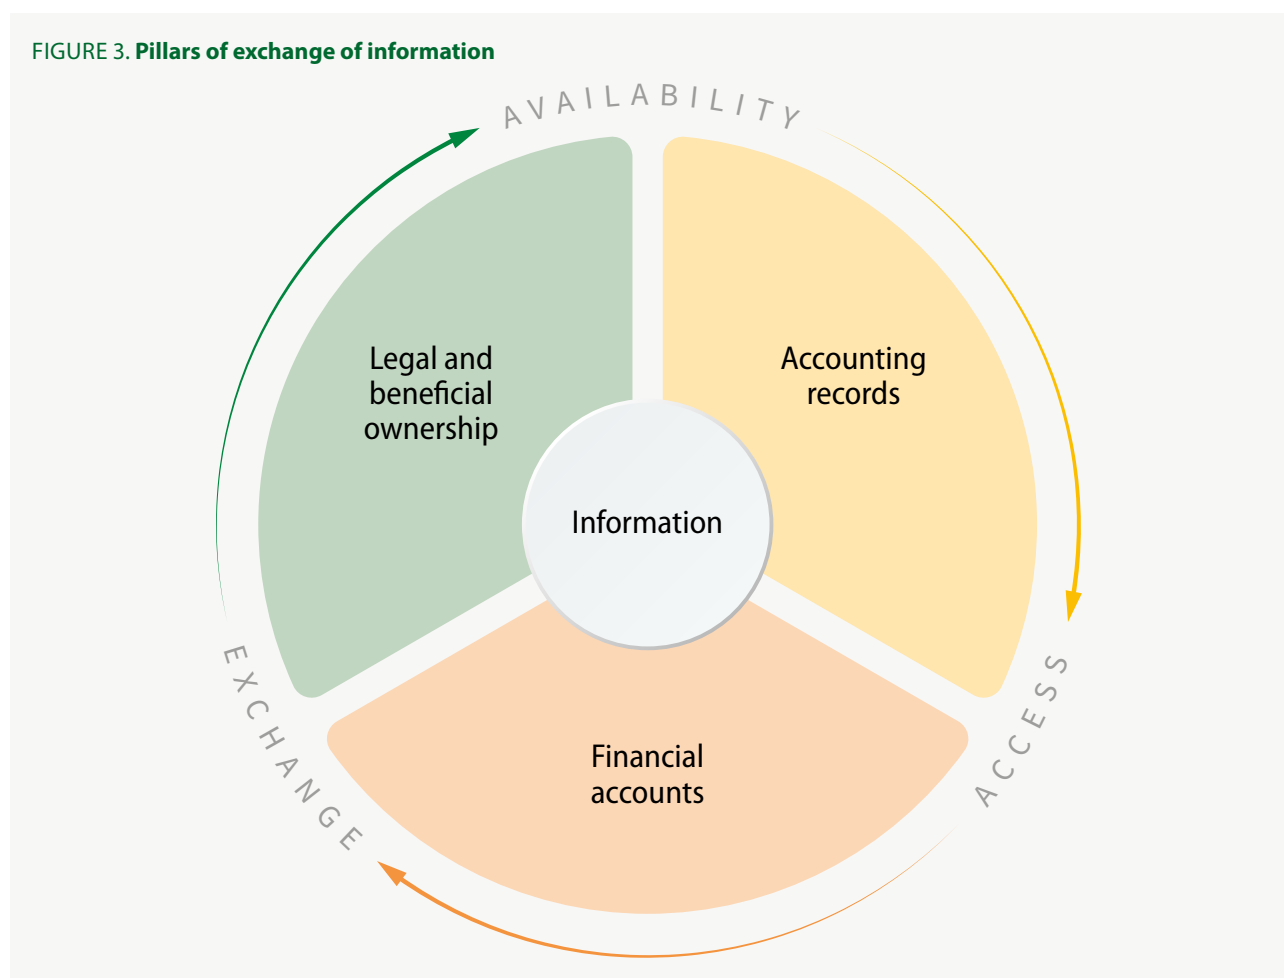 FIGURE 3. Pillars of exchange of information
AVAILABILITY
Legal and
beneficial
ownership
Accounting
records
Information
Financial
accounts
ACCESS
EXCHANGE